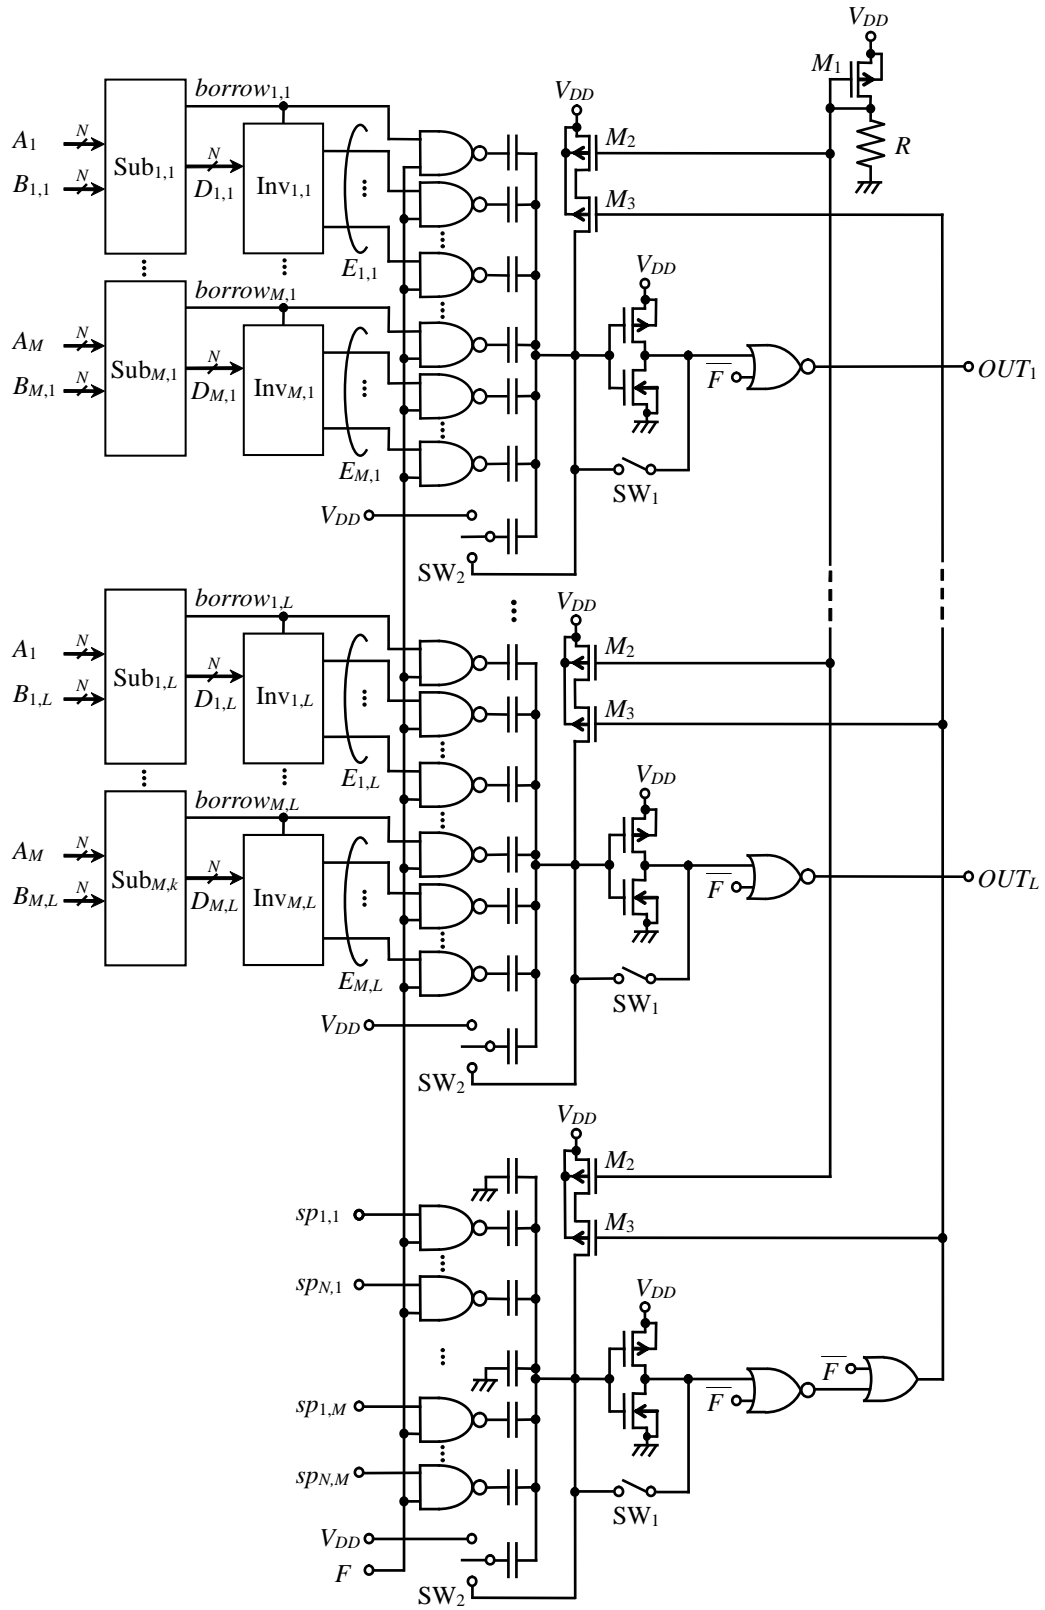 V_DD
M_1
R
borrow_1,1
V_DD
A_1 N
Sub_1,1
N
D_1,1
Inv_1,1
B_1,1 N
E_1,1
M_2
M_3
borrow_M,1
V_DD
A_M N
Sub_M,1
N
D_M,1
Inv_M,1
B_M,1 N
E_M,1
F̅
OUT_1
SW_1
V_DD
SW_2
borrow_1,L
V_DD
A_1 N
Sub_1,L
N
D_1,L
Inv_1,L
B_1,L N
E_1,L
M_2
M_3
borrow_M,L
V_DD
A_M N
Sub_M,k
N
D_M,L
Inv_M,L
B_M,L N
E_M,L
F̅
OUT_L
SW_1
V_DD
SW_2
V_DD
M_2
sp_1,1
M_3
sp_N,1
V_DD
F̅
F̅
sp_1,M
sp_N,M
SW_1
V_DD
F
SW_2